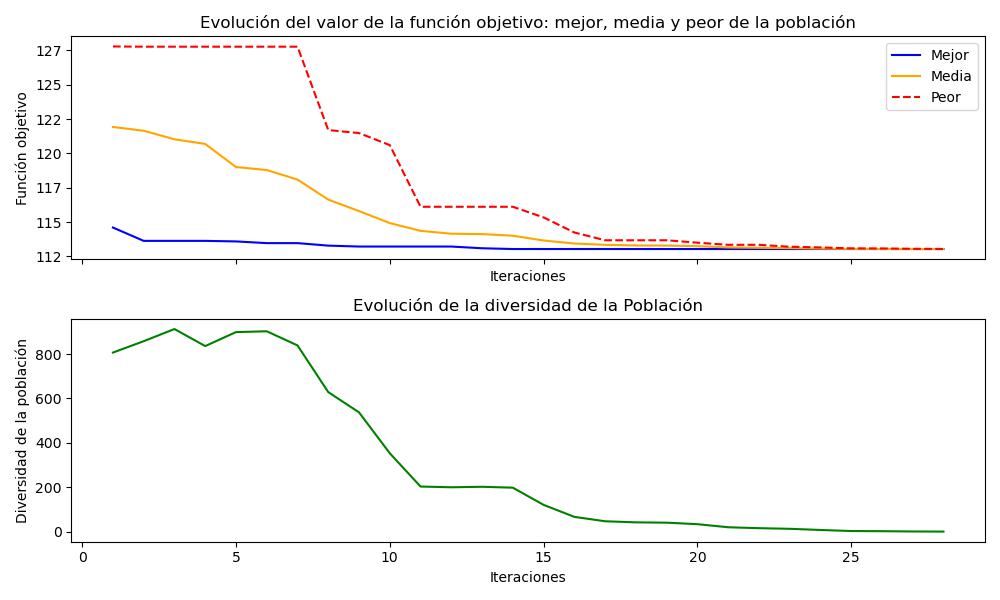 Evolución del valor de la función objetivo: mejor, media y peor de la población
Función objetivo
127
125
122
120
117
115
112
Mejor
Media
Peor
Iteraciones
Evolución de la diversidad de la Población
Diversidad de la población
800
600
400
200
0
0 5 10 15 20 25
Iteraciones